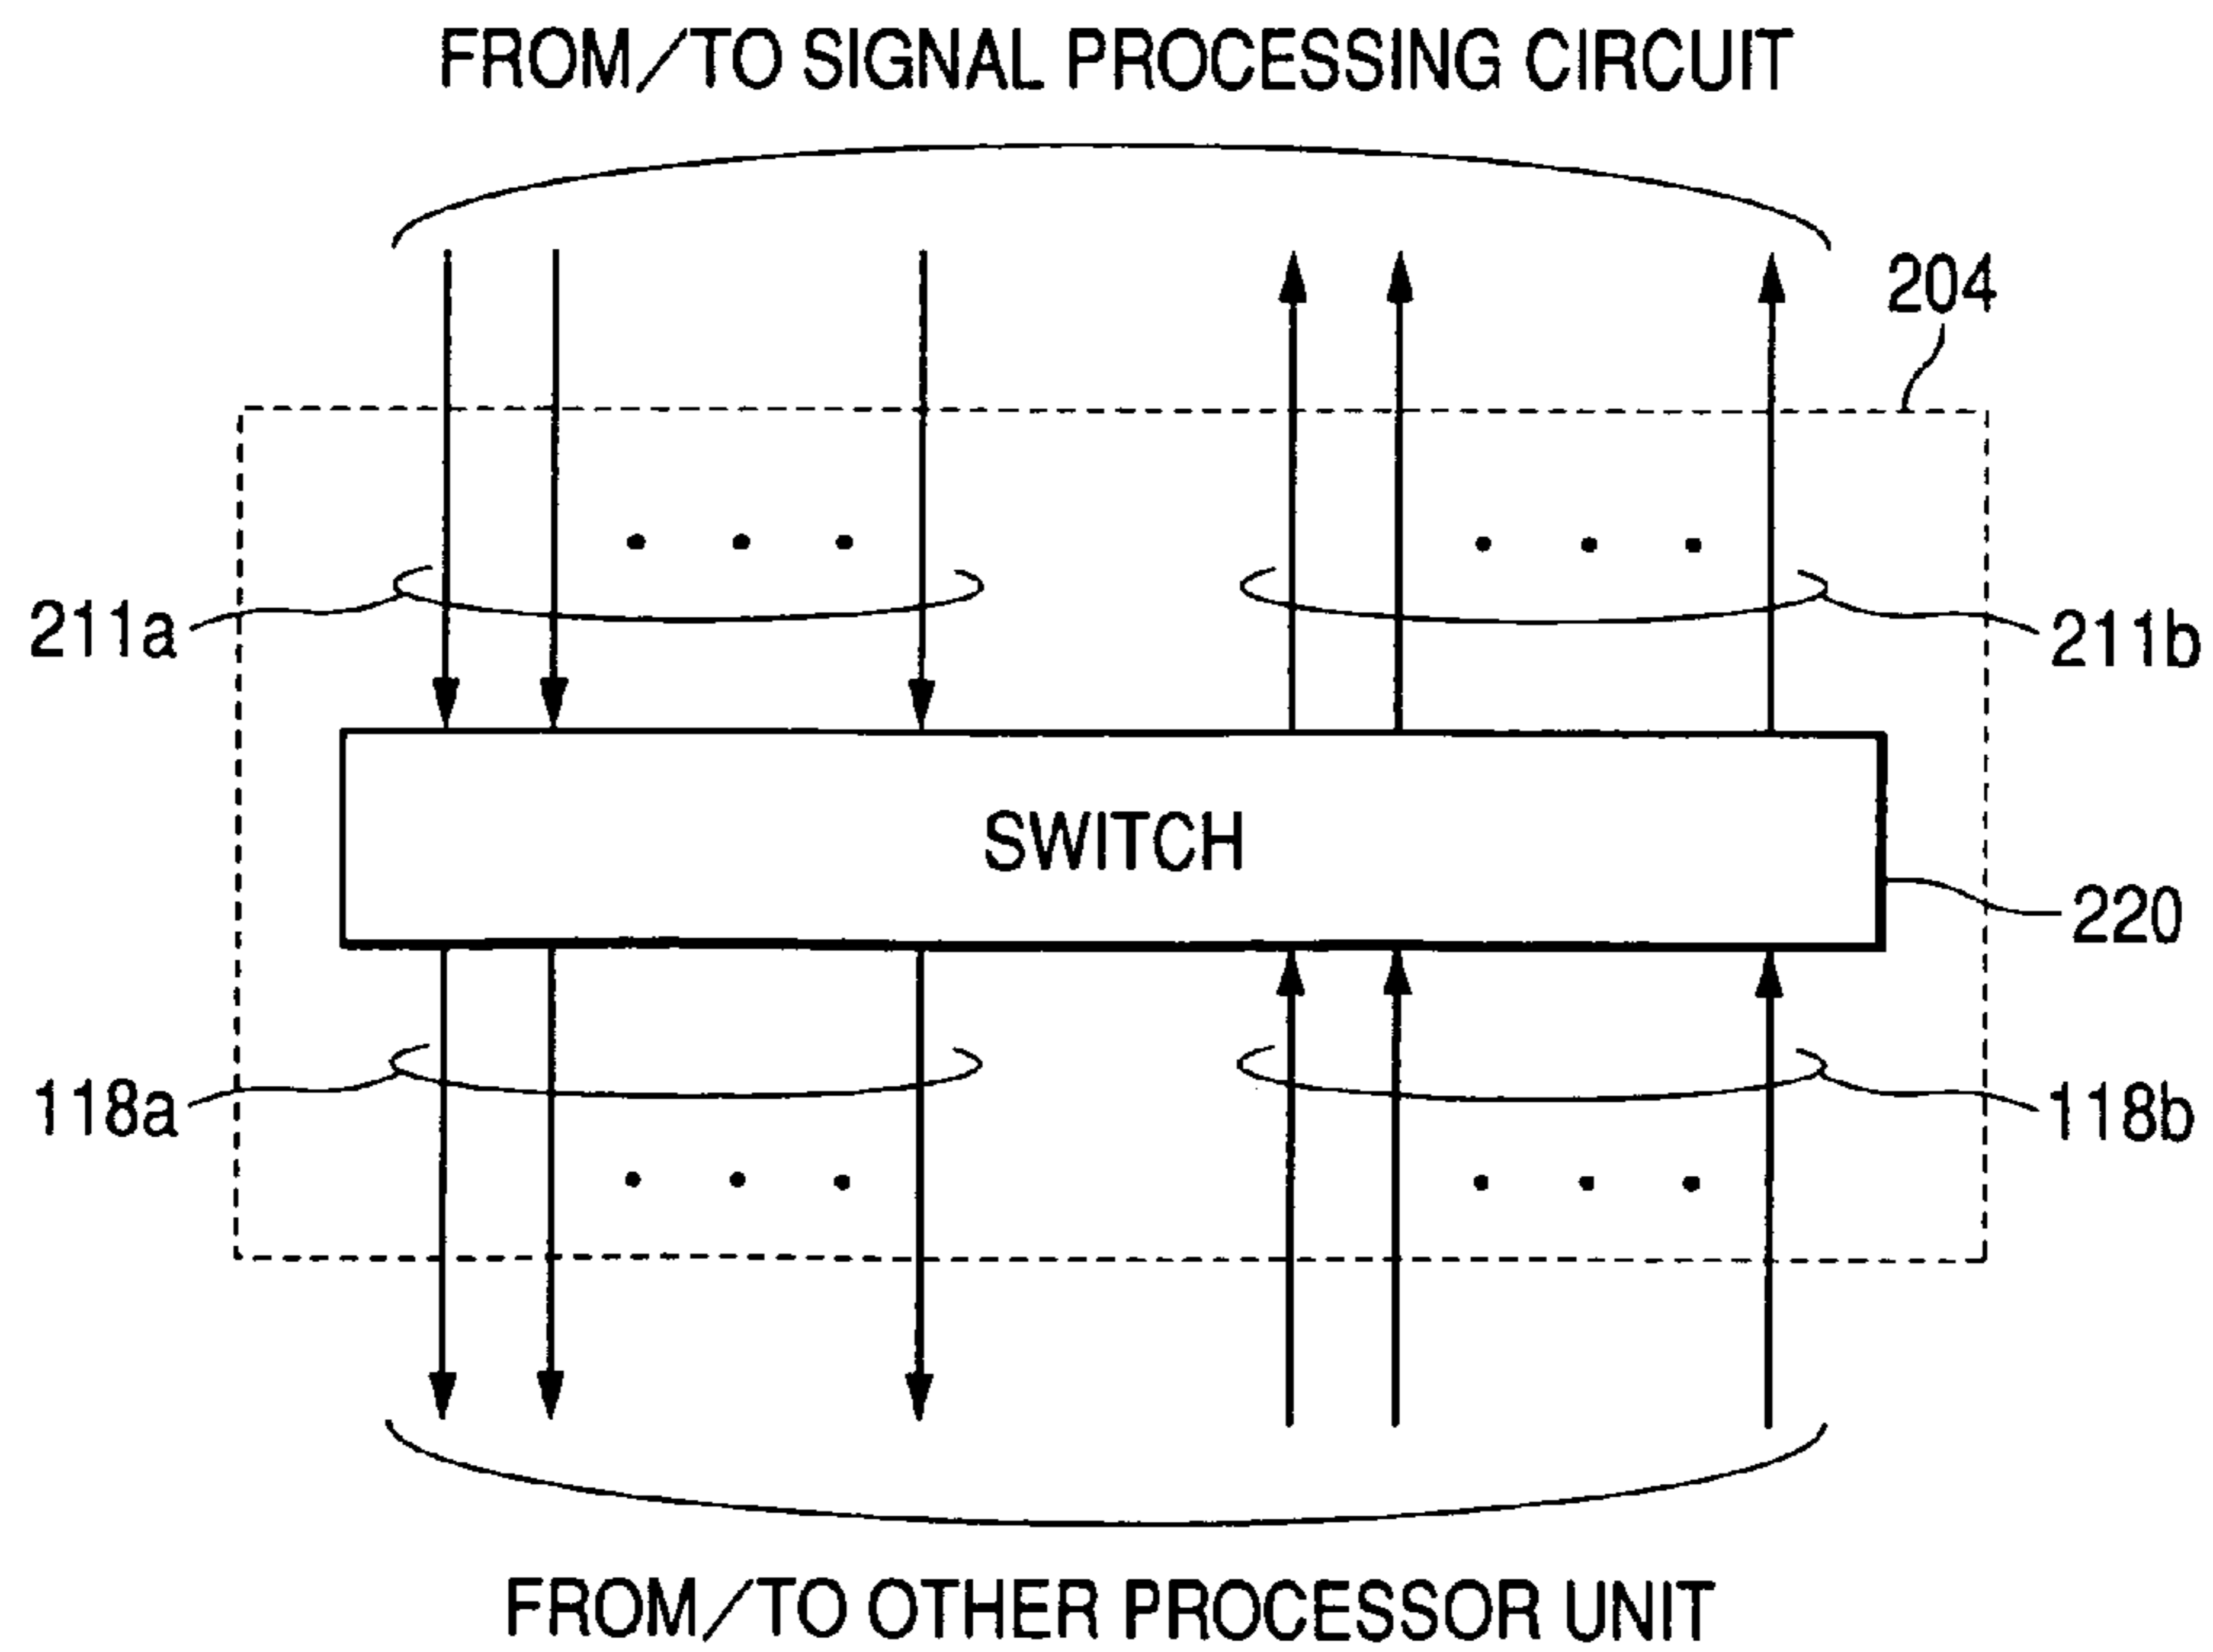 FROM/TO SIGNAL PROCESSING CIRCUIT
204
211a
211b
SWITCH
220
118a
118b
FROM/TO OTHER PROCESSOR UNIT